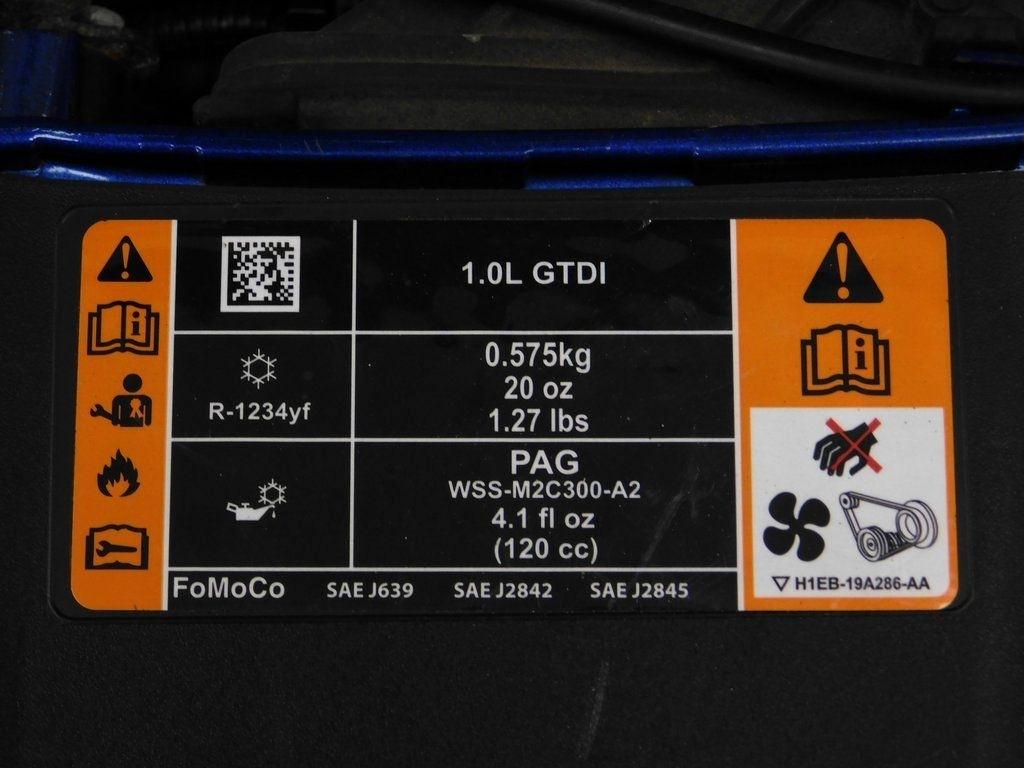 1.0L GTDI
R-1234yf
0.575kg
20 oz
1.27 lbs
PAG
WSS-M2C300-A2
4.1 fl oz
(120 cc)
FoMoCo SAE J639 SAE J2842 SAE J2845
H1EB-19A286-AA